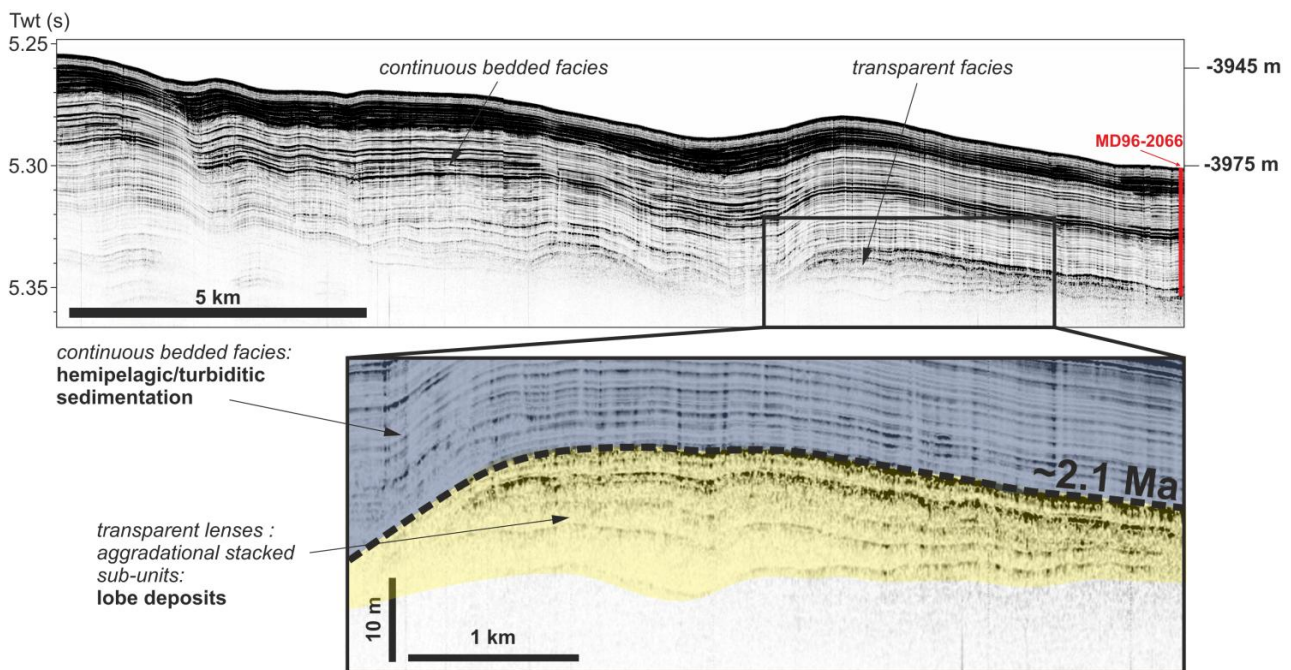 Twt (s)
5.25
continuous bedded facies
transparent facies
-3945 m
MD96-2066
5.30
-3975 m
5.35
5 km
continuous bedded facies:
hemipelagic/turbiditic
sedimentation
~2.1 Ma
transparent lenses :
aggradational stacked
sub-units:
lobe deposits
10 m
1 km